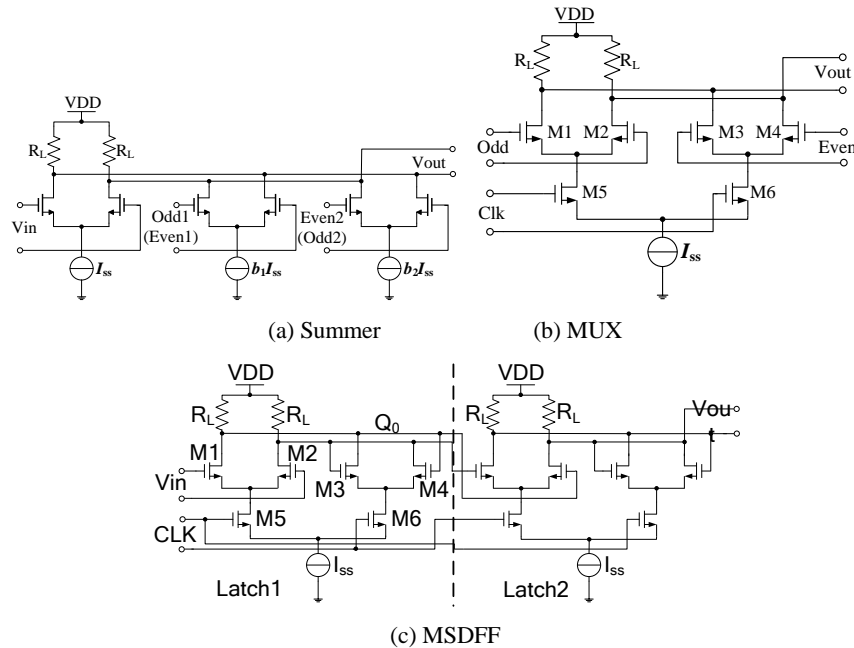 VDD
R_L R_L
Vout
Vin
Odd1
(Even1)
Even2
(Odd2)
I_ss
b_1I_ss
b_2I_ss
(a) Summer
VDD
R_L R_L
Vout
M1 M2 M3 M4
Odd
Even
M5 M6
Clk
I_ss
(b) MUX
VDD VDD
R_L R_L R_L R_L
Q_0
Vou
t
M1 M2
Vin
M3 M4
M5 M6
CLK
I_ss I_ss
Latch1 Latch2
(c) MSDFF